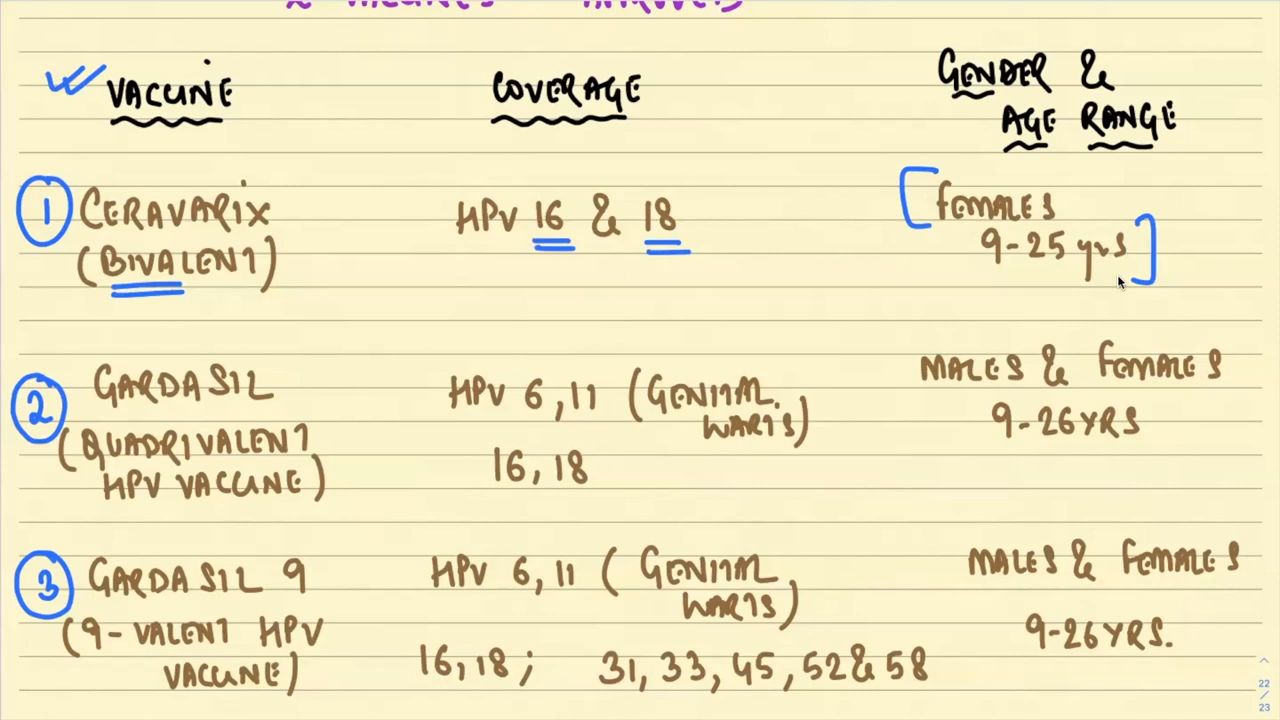 2 VACCINES
VACCINE COVERAGE GENDER &
AGE RANGE
1 CERAVARIX HPV 16 & 18 FEMALES
(BIVALENT) 9-25 yrs
2 GARDASIL HPV 6,11 (GENITAL WARTS) MALES & FEMALES
(QUADRIVALENT 16,18 9-26 YRS
HPV VACCINE)
3 GARDASIL 9 HPV 6,11 (GENITAL WARTS) MALES & FEMALES
(9-VALENT HPV 16,18; 31, 33, 45, 52 & 58 9-26 YRS.
VACCINE)
22
/
23